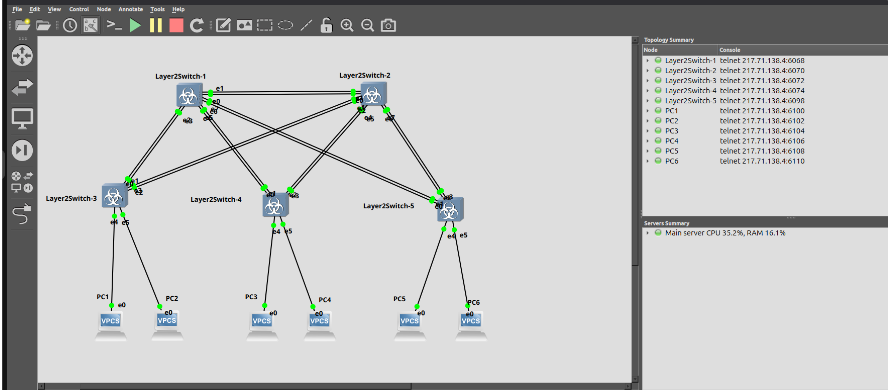 File Edit View Control Node Annotate Tools Help
Topology Summary
Node Console
Layer2Switch-1 telnet 217.71.138.4:6068
Layer2Switch-2 telnet 217.71.138.4:6070
Layer2Switch-3 telnet 217.71.138.4:6072
Layer2Switch-4 telnet 217.71.138.4:6074
Layer2Switch-5 telnet 217.71.138.4:6098
PC1 telnet 217.71.138.4:6100
PC2 telnet 217.71.138.4:6102
PC3 telnet 217.71.138.4:6104
PC4 telnet 217.71.138.4:6106
PC5 telnet 217.71.138.4:6108
PC6 telnet 217.71.138.4:6110
Servers Summary
Main server CPU 35.2%, RAM 16.1%
Layer2Switch-1
Layer2Switch-2
e1
e0
Layer2Switch-3
e2
Layer2Switch-4
Layer2Switch-5
e4 e5
e4 e5
e4 e5
PC1 e0
PC2
e0
PC3
e0
PC4
e0
PC5
e0
PC6
e0
VPCS
VPCS
VPCS
VPCS
VPCS
VPCS